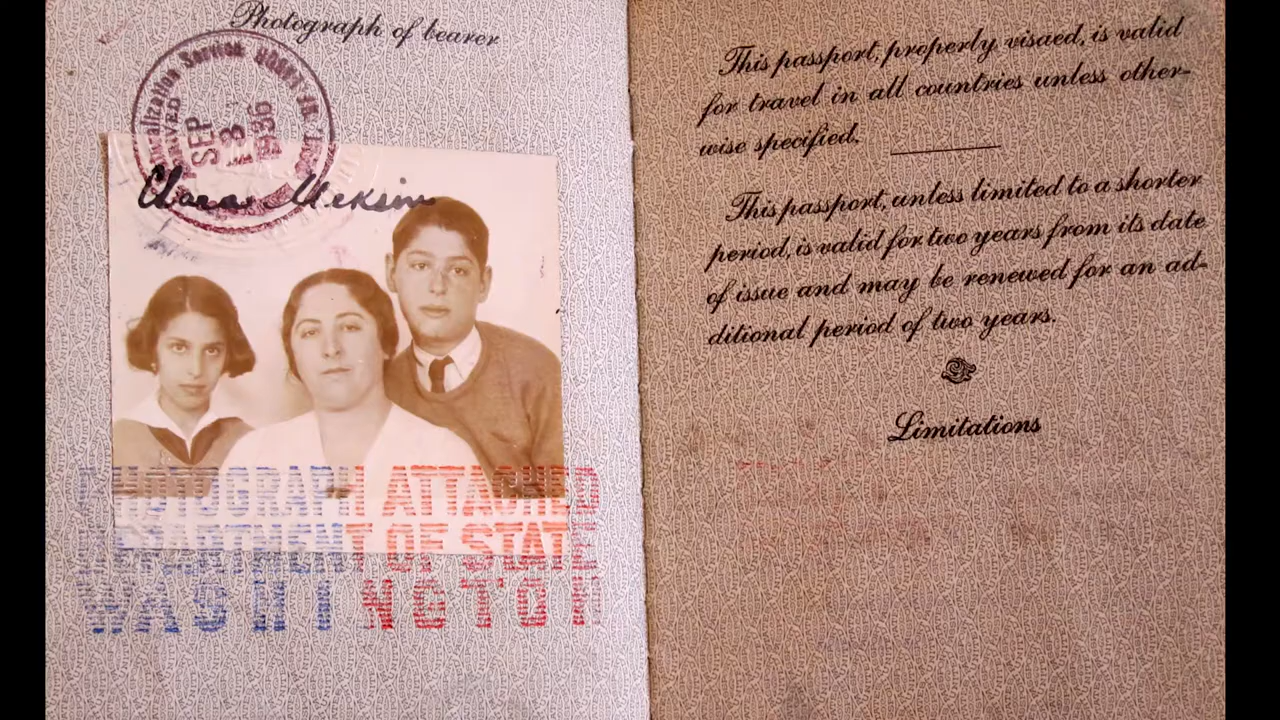 Photograph of bearer
SEP
13
1936
Clara
PHOTOGRAPH ATTACHED
DEPARTMENT OF STATE
WASHINGTON
This passport, properly visaed, is valid
for travel in all countries unless other-
wise specified.
This passport, unless limited to a shorter
period, is valid for two years from its date
of issue and may be renewed for an ad-
ditional period of two years.
Limitations